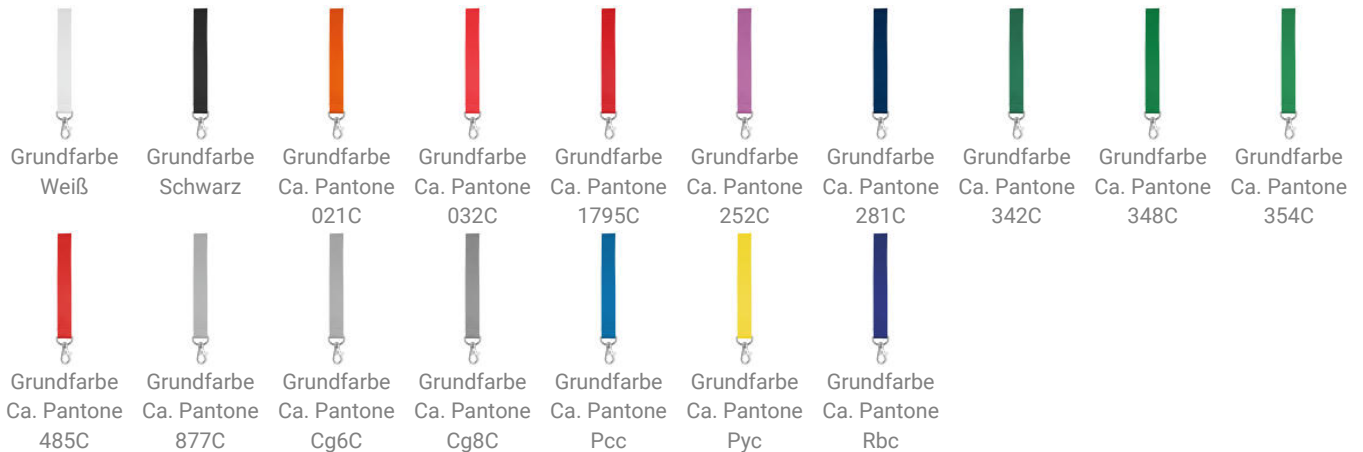 Grundfarbe
Weiß
Grundfarbe
Schwarz
Grundfarbe
Ca. Pantone
021C
Grundfarbe
Ca. Pantone
032C
Grundfarbe
Ca. Pantone
1795C
Grundfarbe
Ca. Pantone
252C
Grundfarbe
Ca. Pantone
281C
Grundfarbe
Ca. Pantone
342C
Grundfarbe
Ca. Pantone
348C
Grundfarbe
Ca. Pantone
354C
Grundfarbe
Ca. Pantone
485C
Grundfarbe
Ca. Pantone
877C
Grundfarbe
Ca. Pantone
Cg6C
Grundfarbe
Ca. Pantone
Cg8C
Grundfarbe
Ca. Pantone
Pcc
Grundfarbe
Ca. Pantone
Pyc
Grundfarbe
Ca. Pantone
Rbc